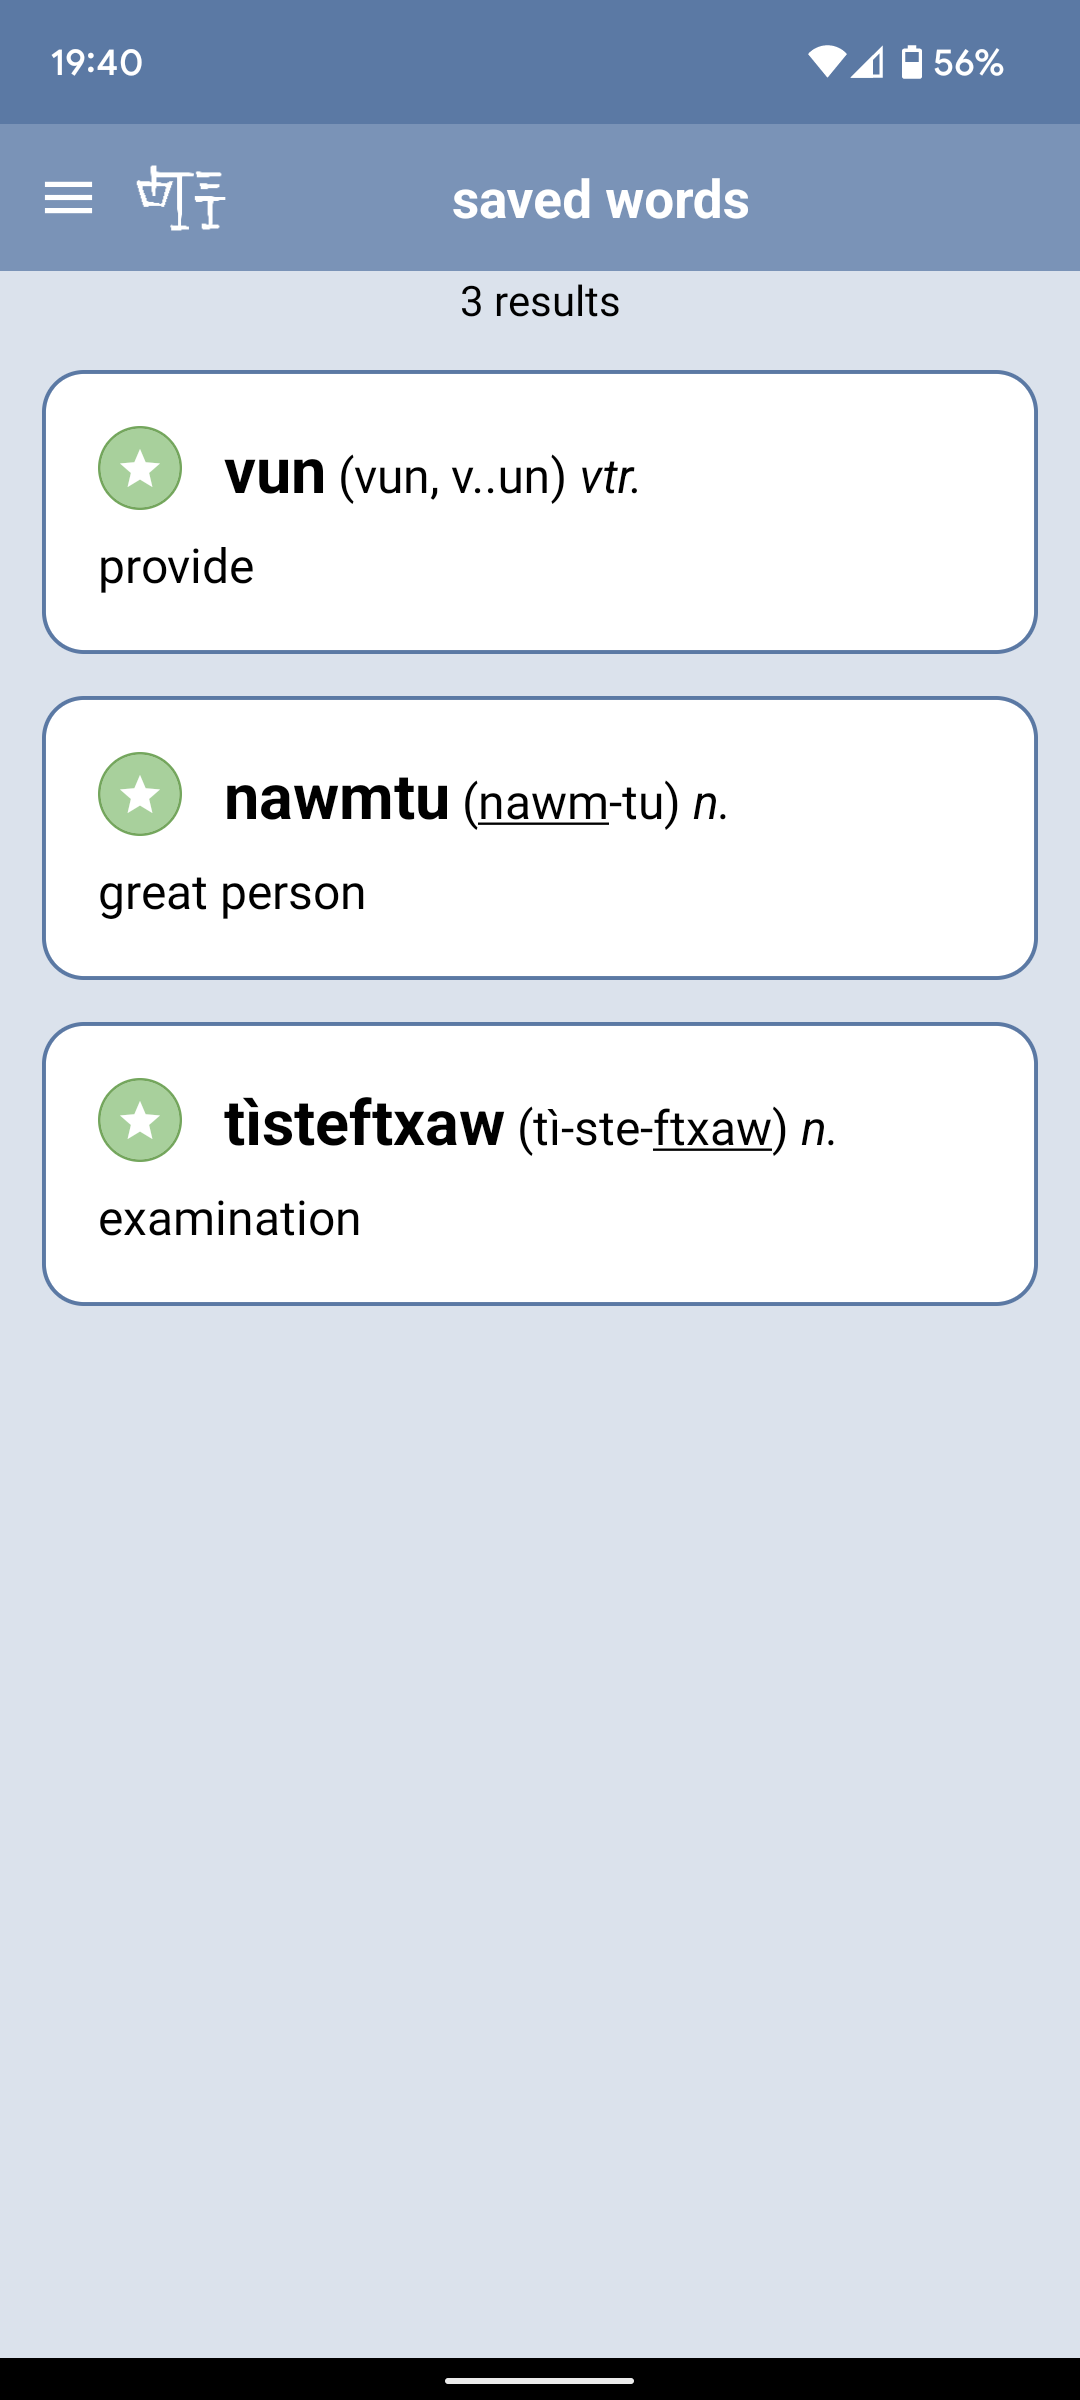 19:40
56%
saved words
3 results
vun (vun, v..un) vtr.
provide
nawmtu (nawm-tu) n.
great person
tìsteftxaw (tì-ste-ftxaw) n.
examination